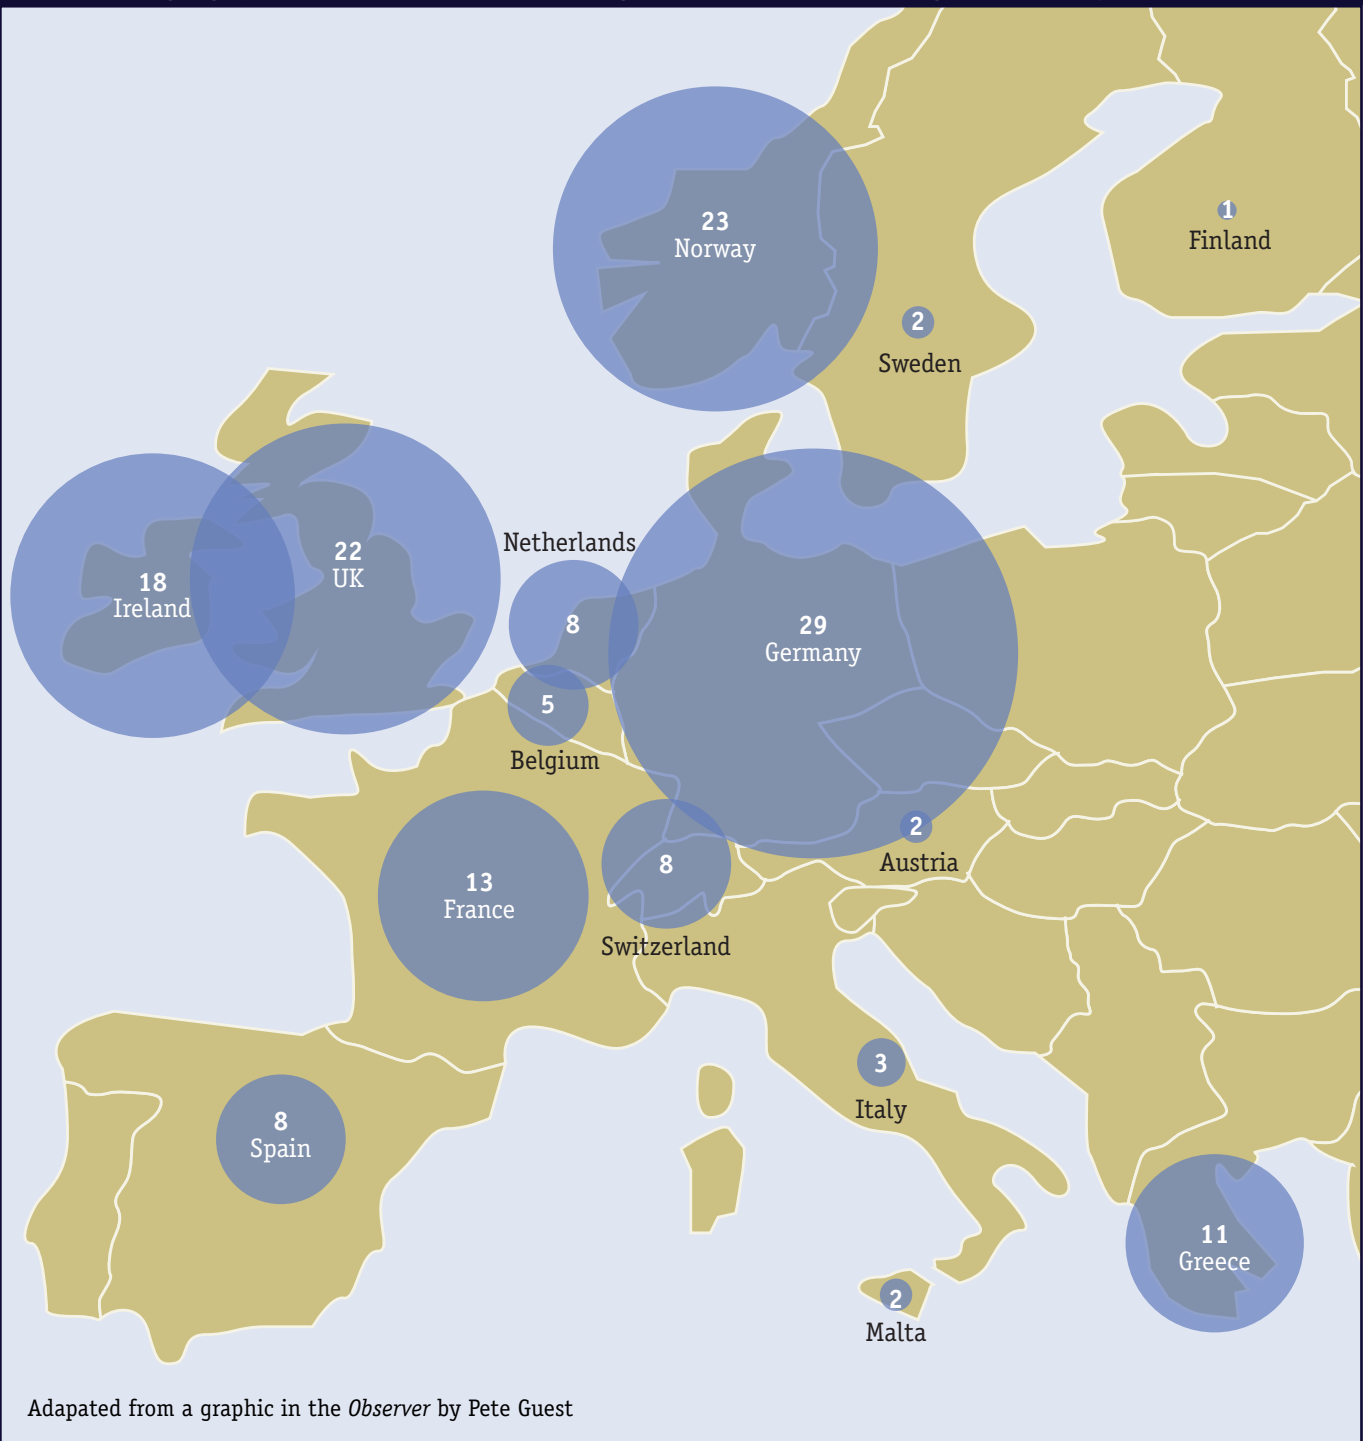 1
Finland
23
Norway
2
Sweden
Netherlands
22
UK
18
Ireland
8
29
Germany
5
Belgium
2
Austria
8
Switzerland
13
France
3
Italy
8
Spain
11
Greece
2
Malta
Adapated from a graphic in the Observer by Pete Guest